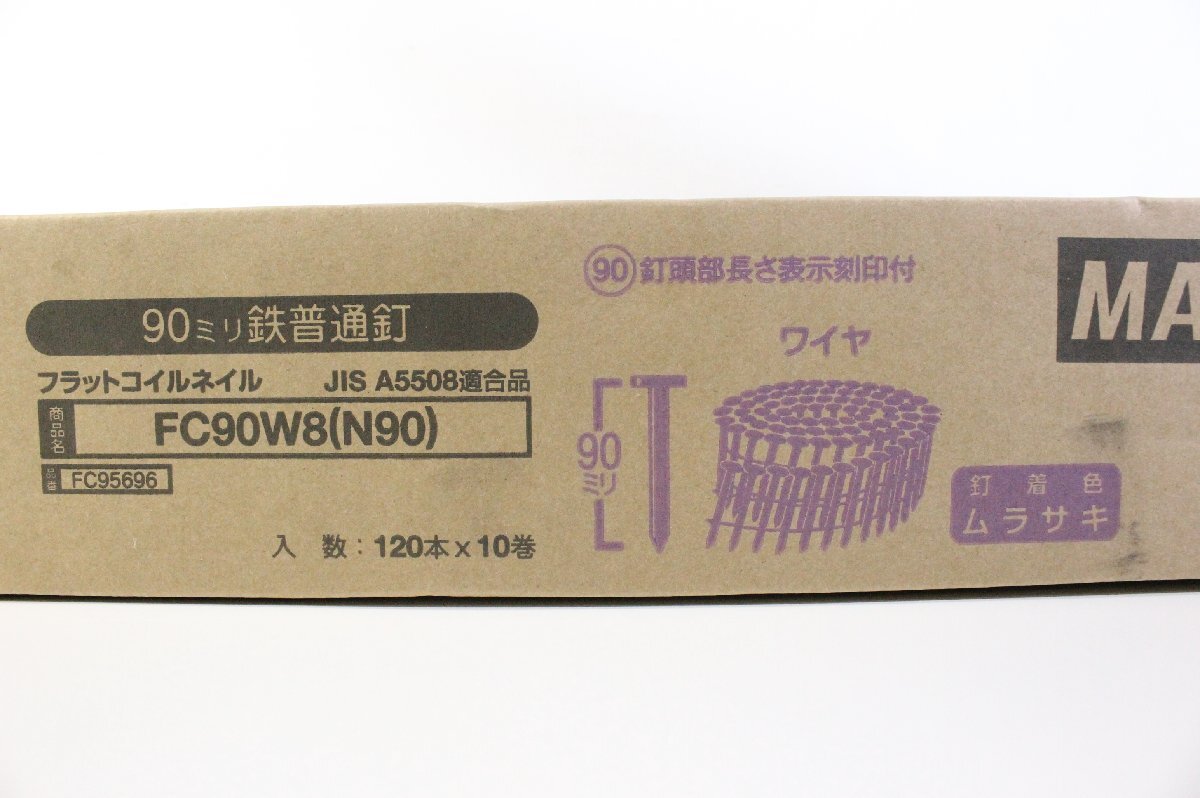 90ミリ鉄普通釘
フラットコイルネイル JIS A5508適合品
商品名 FC90W8(N90)
品番 FC95696
入 数：120本×10巻
90 釘頭部長さ表示刻印付
ワイヤ
90ミリ
釘着色
ムラサキ
MA